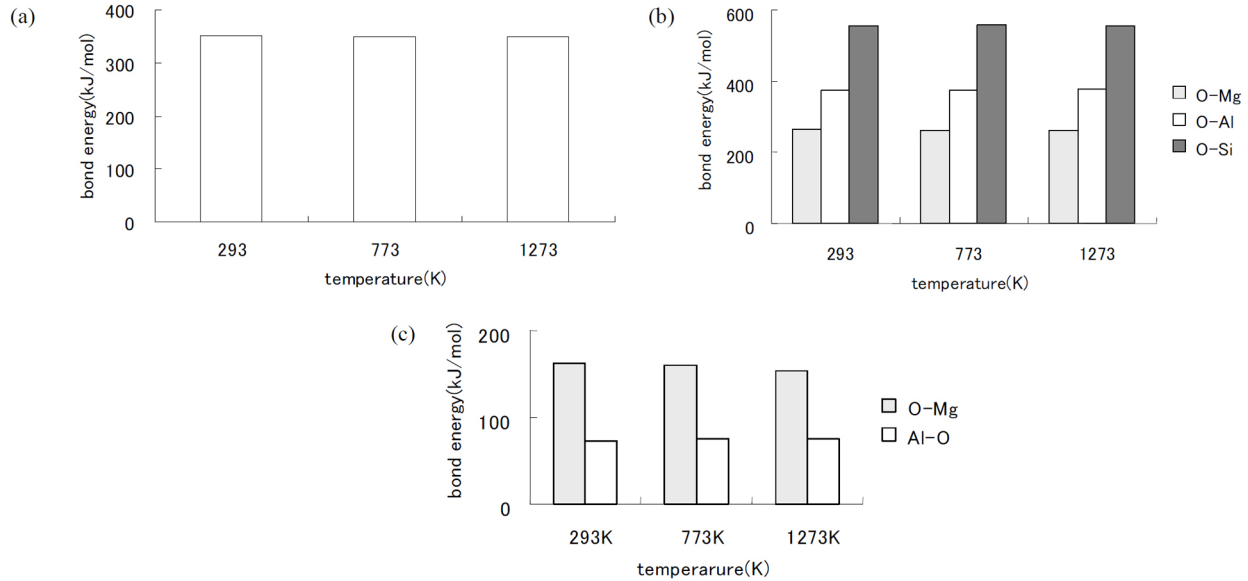 (a)
bond energy(kJ/mol)
400
300
200
100
0
293 773 1273
temperature(K)
(b)
bond energy(kJ/mol)
600
400
200
0
293 773 1273
temperature(K)
O-Mg
O-Al
O-Si
(c)
bond energy(kJ/mol)
200
100
0
293K 773K 1273K
temperarure(K)
O-Mg
Al-O